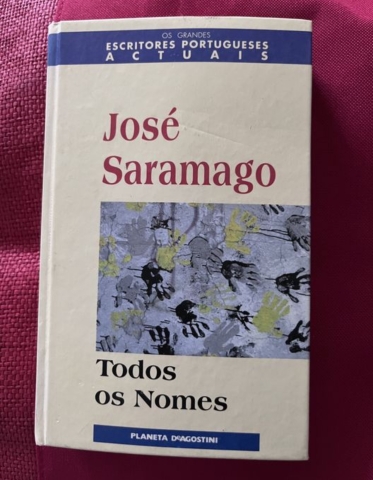 OS GRANDES
ESCRITORES PORTUGUESES
ACTUAIS
José
Saramago
Todos
os Nomes
PLANETA DeAGOSTINI